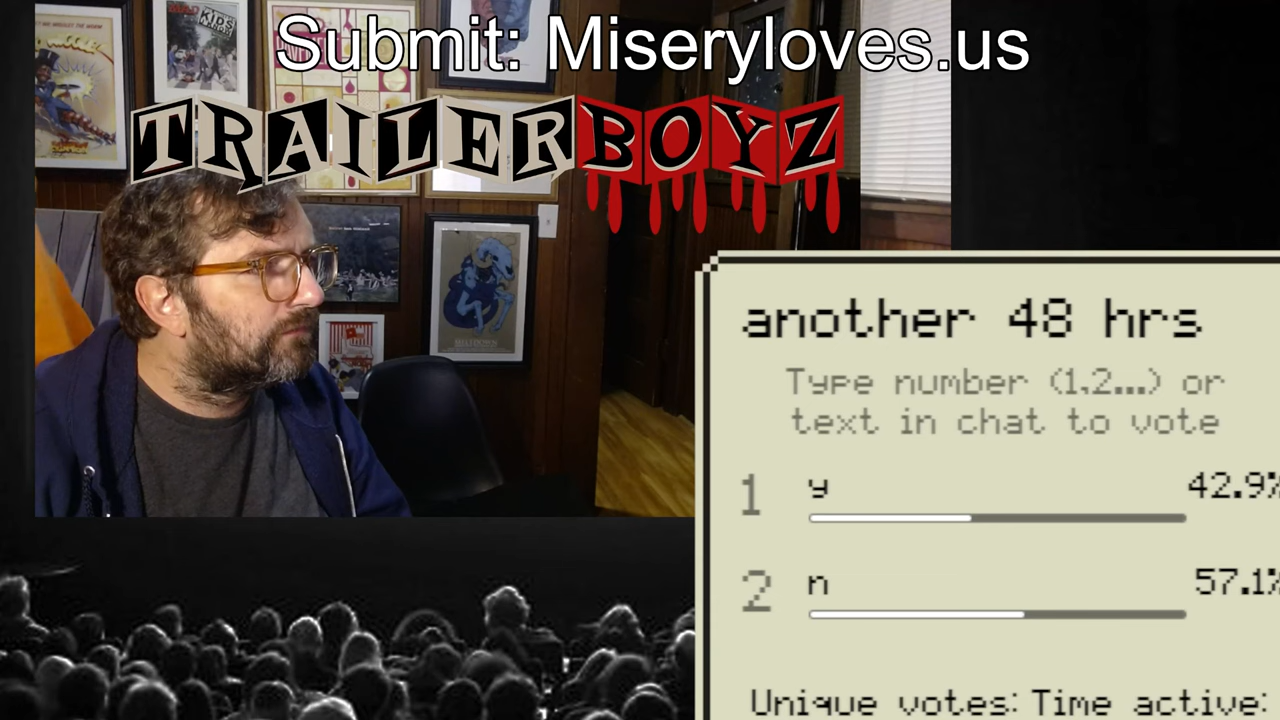 Submit: Miseryloves.us
TRAILERBOYZ
another 48 hrs
Type number (1,2...) or
text in chat to vote
1 y 42.9%
2 n 57.1%
Unique votes: Time active:
MELTDOWN